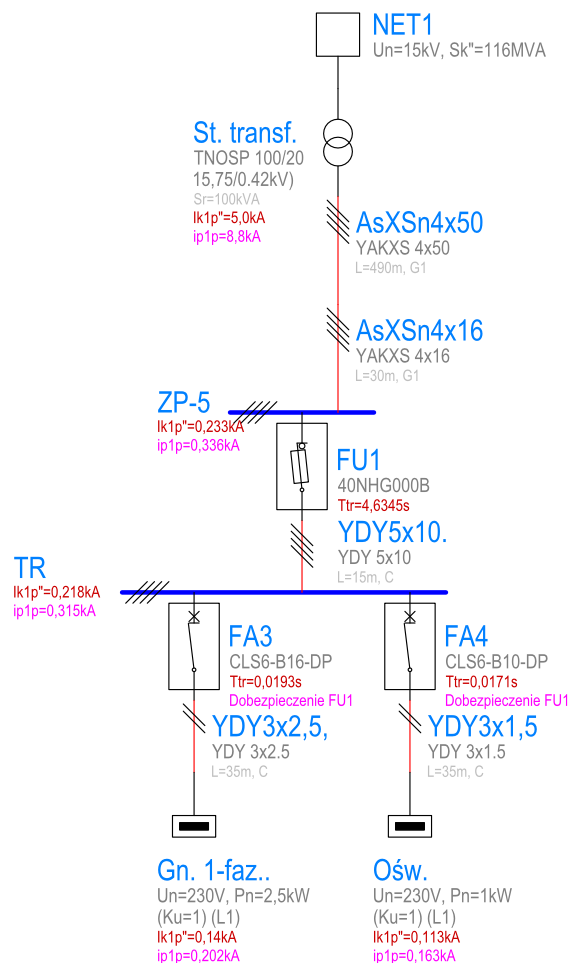 NET1
Un=15kV, Sk"=116MVA
St. transf.
TNOSP 100/20
15,75/0.42kV)
Sr=100kVA
Ik1p"=5,0kA
ip1p=8,8kA
AsXSn4x50
YAKXS 4x50
L=490m, G1
AsXSn4x16
YAKXS 4x16
L=30m, G1
ZP-5
Ik1p"=0,233kA
ip1p=0,336kA
FU1
40NHG000B
Ttr=4,6345s
YDY5x10.
YDY 5x10
L=15m, C
TR
Ik1p"=0,218kA
ip1p=0,315kA
FA3
CLS6-B16-DP
Ttr=0,0193s
Dobezpieczenie FU1
YDY3x2,5,
YDY 3x2.5
L=35m, C
FA4
CLS6-B10-DP
Ttr=0,0171s
Dobezpieczenie FU1
YDY3x1,5
YDY 3x1.5
L=35m, C
Gn. 1-faz..
Un=230V, Pn=2,5kW
(Ku=1) (L1)
Ik1p"=0,14kA
ip1p=0,202kA
Ośw.
Un=230V, Pn=1kW
(Ku=1) (L1)
Ik1p"=0,113kA
ip1p=0,163kA